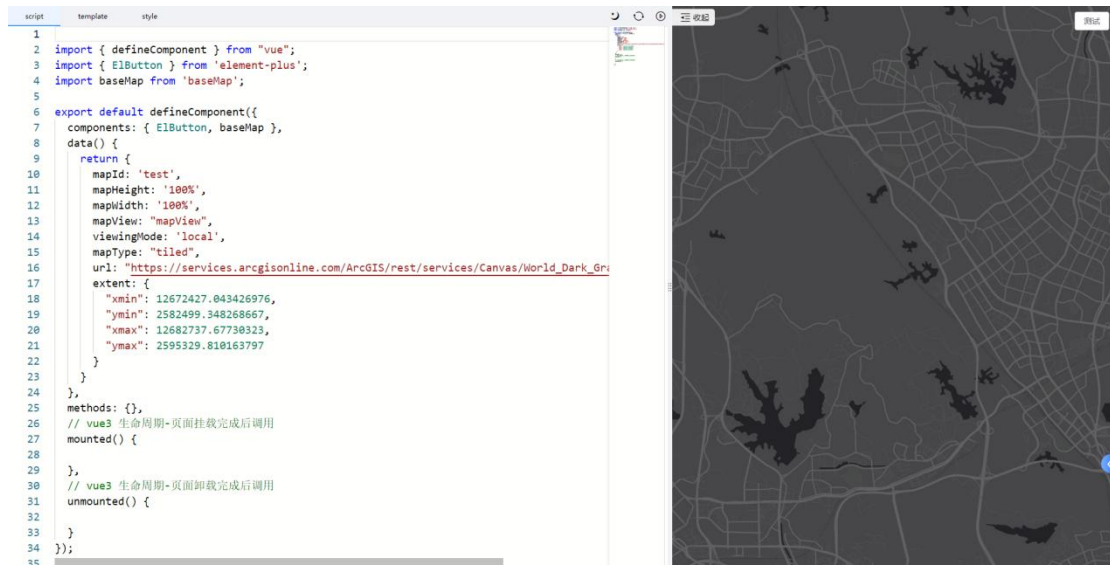 script template style
收起
测试
1
2 import { defineComponent } from "vue";
3 import { ElButton } from 'element-plus';
4 import baseMap from 'baseMap';
5
6 export default defineComponent({
7 components: { ElButton, baseMap },
8 data() {
9 return {
10 mapId: 'test',
11 mapHeight: '100%',
12 mapWidth: '100%',
13 mapView: "mapView",
14 viewingMode: 'local',
15 mapType: "tiled",
16 url: "https://services.arcgisonline.com/ArcGIS/rest/services/Canvas/World_Dark_Gra
17 extent: {
18 "xmin": 12672427.043426976,
19 "ymin": 2582499.348268667,
20 "xmax": 12682737.67730323,
21 "ymax": 2595329.810163797
22 }
23 }
24 },
25 methods: {},
26 // vue3 生命周期-页面挂载完成后调用
27 mounted() {
28
29 },
30 // vue3 生命周期-页面卸载完成后调用
31 unmounted() {
32
33 }
34 });
35